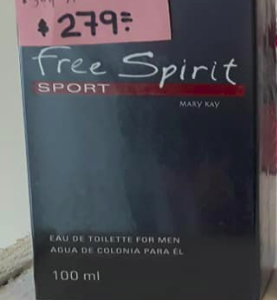 $279=
Free Spirit
SPORT
MARY KAY
EAU DE TOILETTE FOR MEN
AGUA DE COLONIA PARA ÉL
100 ml